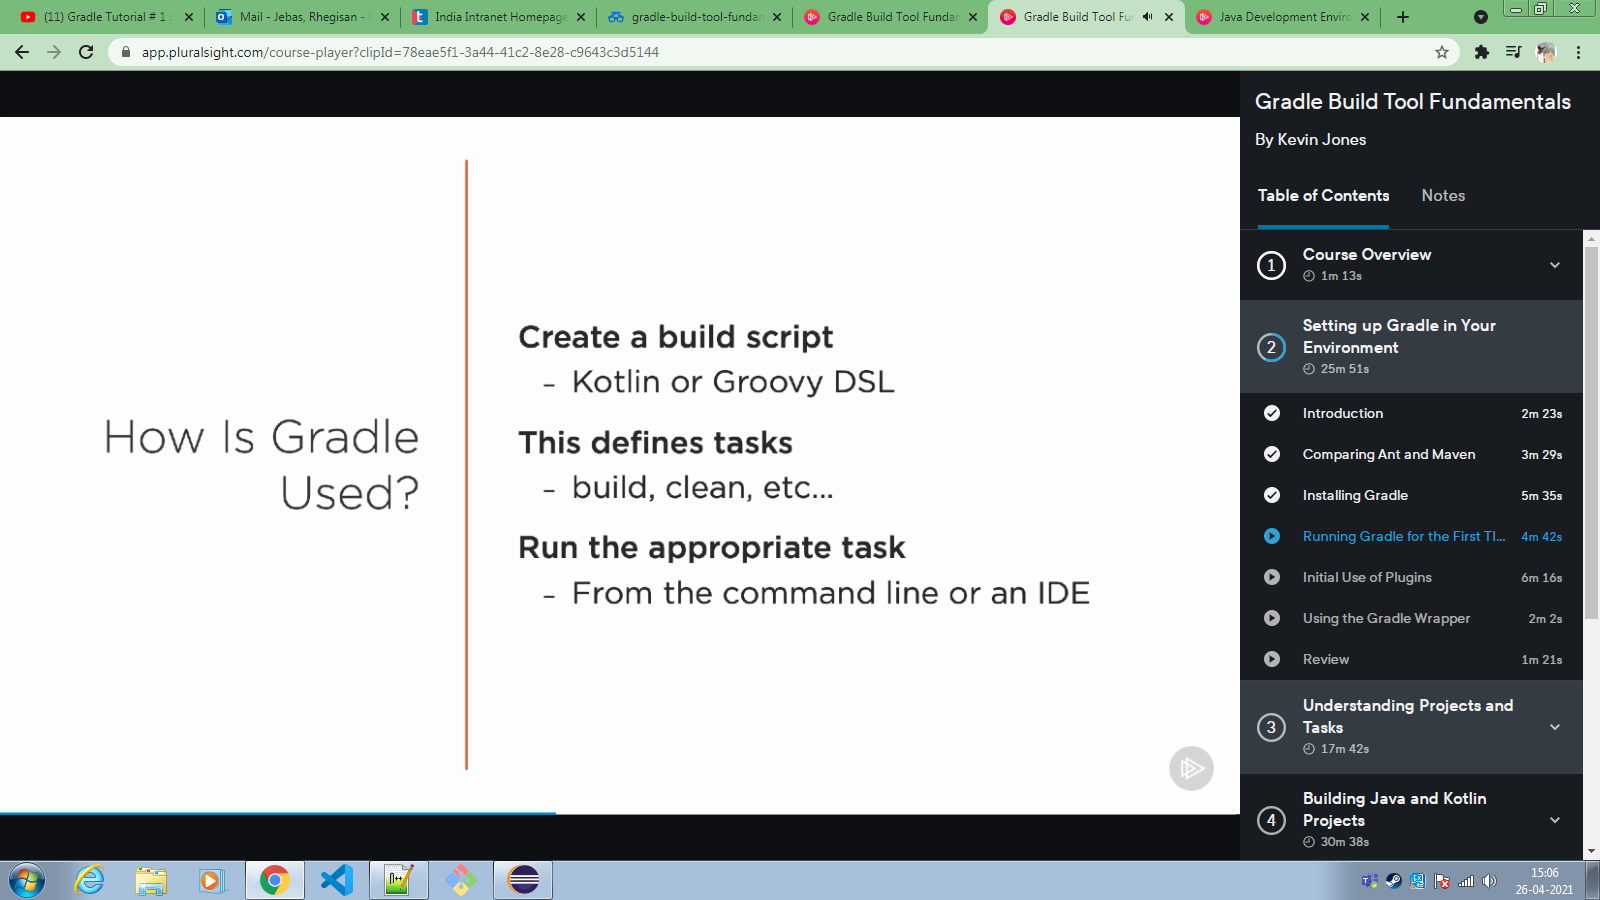 (11) Gradle Tutorial # 1 :
Mail - Jebas, Rhegisan -
India Intranet Homepage
gradle-build-tool-fundan
Gradle Build Tool Fundar
Gradle Build Tool Fu
Java Development Enviro
app.pluralsight.com/course-player?clipId=78eae5f1-3a44-41c2-8e28-c9643c3d5144
How Is Gradle
Used?
Create a build script
– Kotlin or Groovy DSL
This defines tasks
– build, clean, etc...
Run the appropriate task
– From the command line or an IDE
Gradle Build Tool Fundamentals
By Kevin Jones
Table of Contents Notes
1 Course Overview
1m 13s
2 Setting up Gradle in Your
Environment
25m 51s
Introduction 2m 23s
Comparing Ant and Maven 3m 29s
Installing Gradle 5m 35s
Running Gradle for the First TI... 4m 42s
Initial Use of Plugins 6m 16s
Using the Gradle Wrapper 2m 2s
Review 1m 21s
3 Understanding Projects and
Tasks
17m 42s
4 Building Java and Kotlin
Projects
30m 38s
15:06
26-04-2021